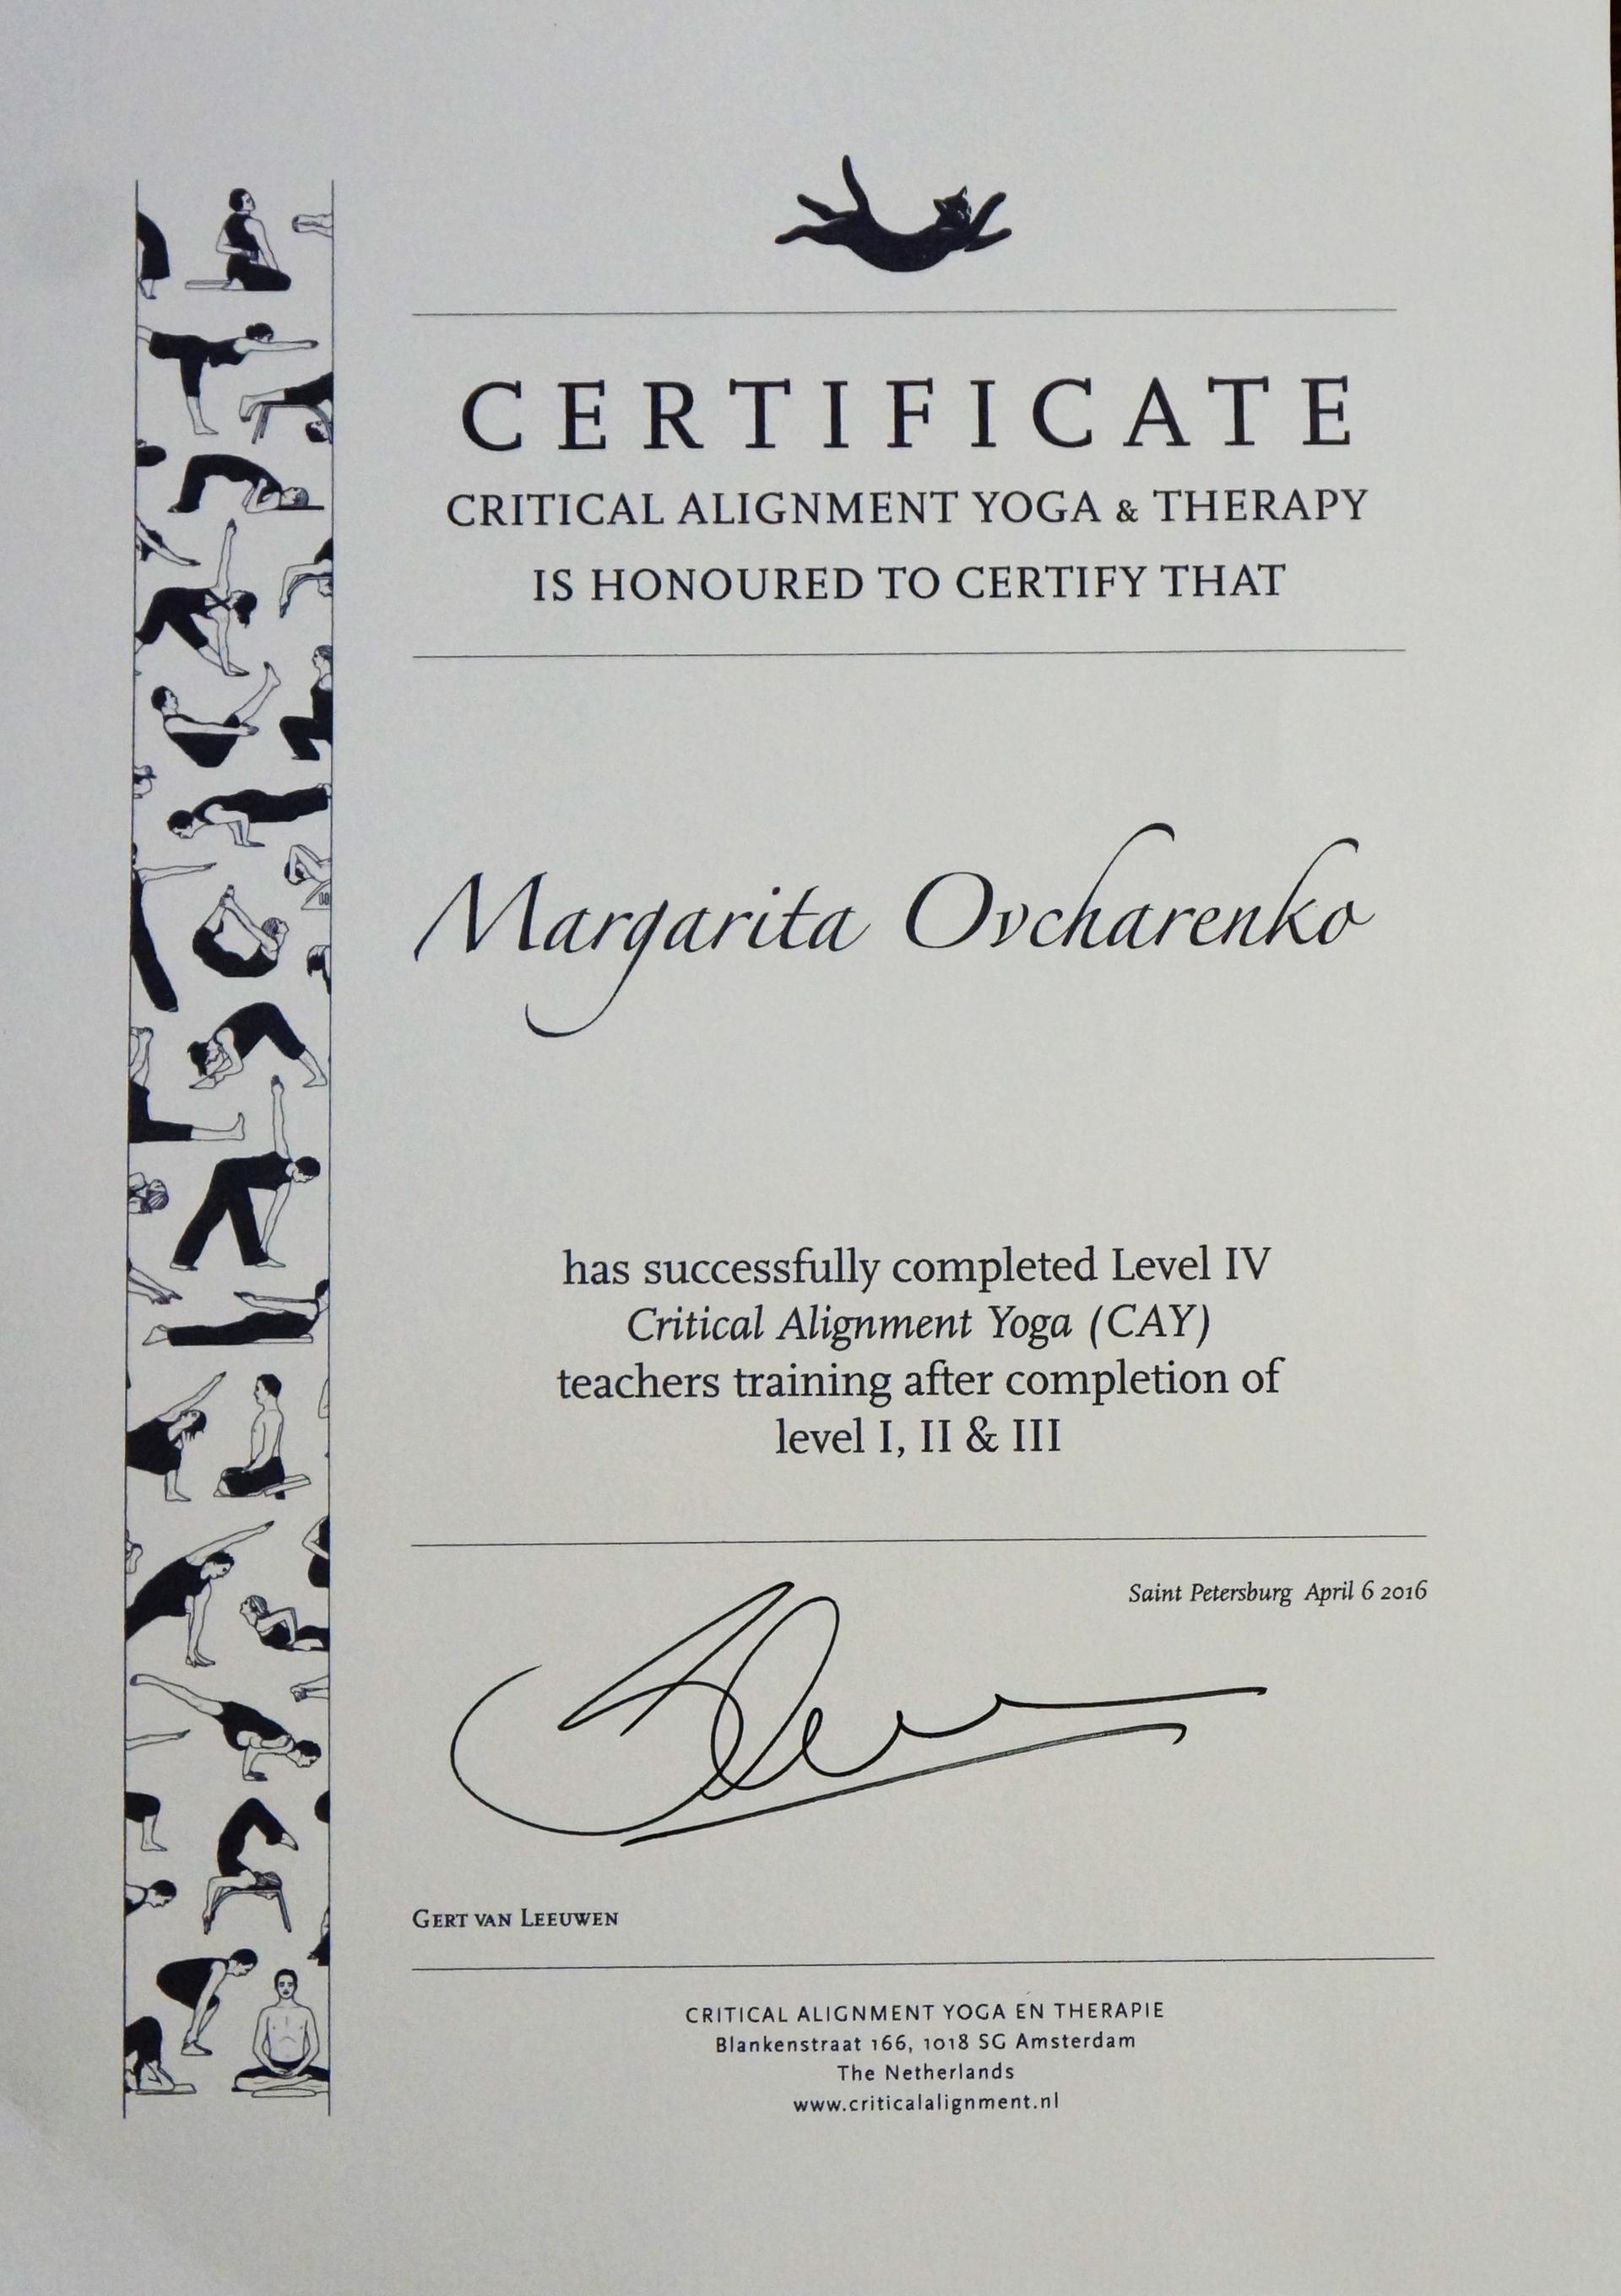 CERTIFICATE
CRITICAL ALIGNMENT YOGA & THERAPY
IS HONOURED TO CERTIFY THAT
Margarita Ovcharenko
has successfully completed Level IV
Critical Alignment Yoga (CAY)
teachers training after completion of
level I, II & III
Saint Petersburg April 6 2016
GERT VAN LEEUWEN
CRITICAL ALIGNMENT YOGA EN THERAPIE
Blankenstraat 166, 1018 SG Amsterdam
The Netherlands
www.criticalalignment.nl